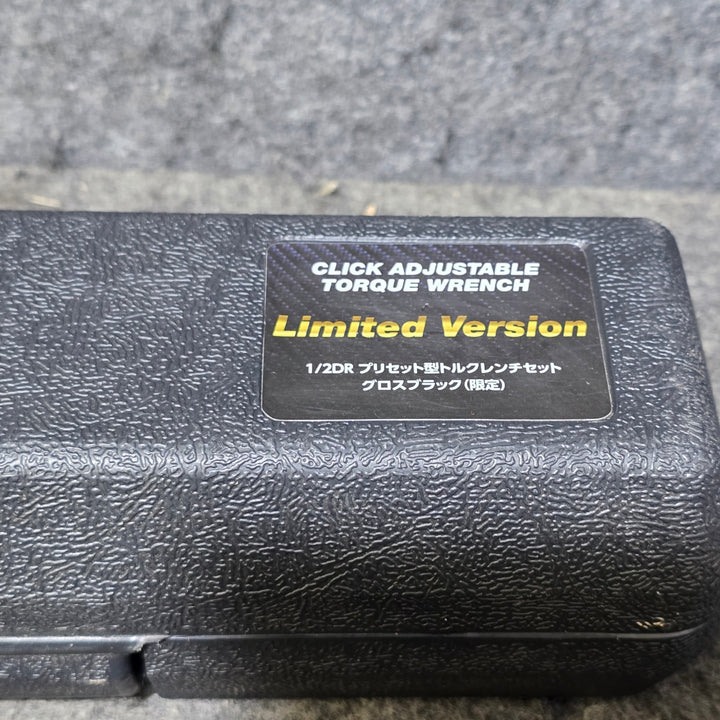 CLICK ADJUSTABLE
TORQUE WRENCH
Limited Version
1/2DR プリセット型トルクレンチセット
グロスブラック(限定)